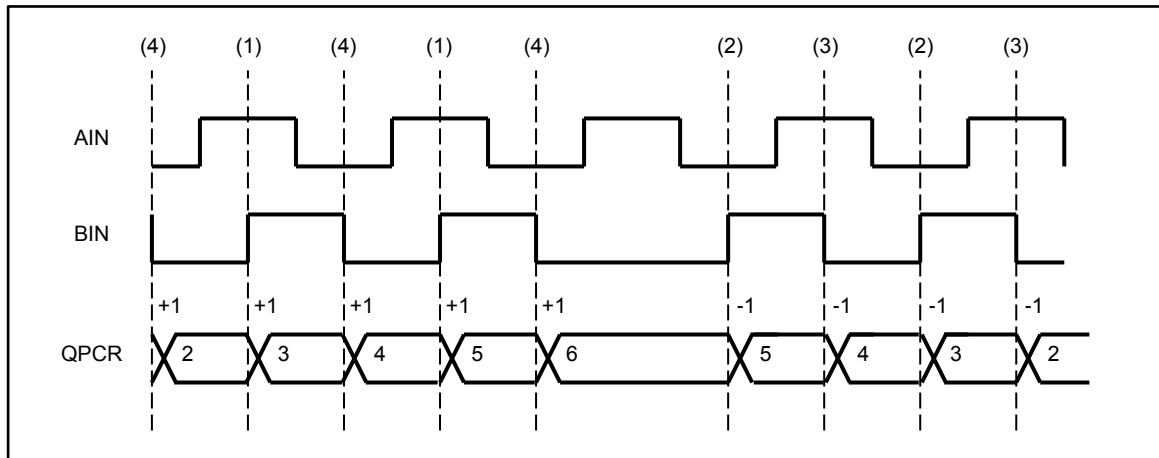 (4) (1) (4) (1) (4) (2) (3) (2) (3)
AIN
BIN
+1 +1 +1 +1 +1 -1 -1 -1 -1
QPCR 2 3 4 5 6 5 4 3 2